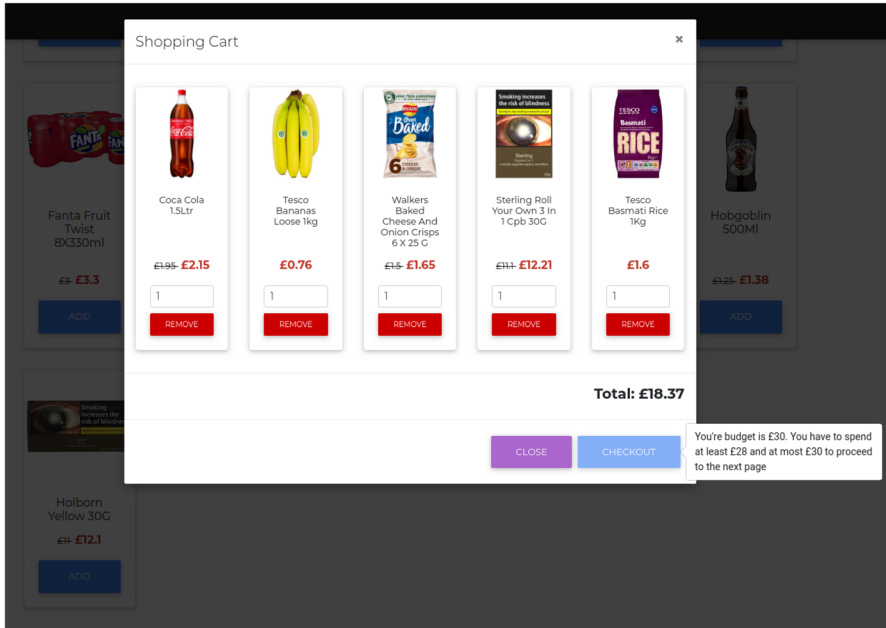 Shopping Cart
×
Coca Cola
1.5Ltr
£1.95 £2.15
1
REMOVE
Tesco
Bananas
Loose 1kg
£0.76
1
REMOVE
Walkers
Baked
Cheese And
Onion Crisps
6 X 25 G
£1.5 £1.65
1
REMOVE
Smoking increases
the risk of blindness
Sterling
Sterling Roll
Your Own 3 In
1 Cpb 30G
£11.1 £12.21
1
REMOVE
TESCO
Basmati
RICE
Tesco
Basmati Rice
1Kg
£1.6
1
REMOVE
Total: £18.37
CLOSE
CHECKOUT
You're budget is £30. You have to spend
at least £28 and at most £30 to proceed
to the next page
FANTA
Fanta Fruit
Twist
8X330ml
£3 £3.3
ADD
Hobgoblin
500Ml
£1.25 £1.38
ADD
Smoking
increases the
risk of blindness
Holborn
Yellow 30G
£11 £12.1
ADD
Coca-Cola
Baked
6